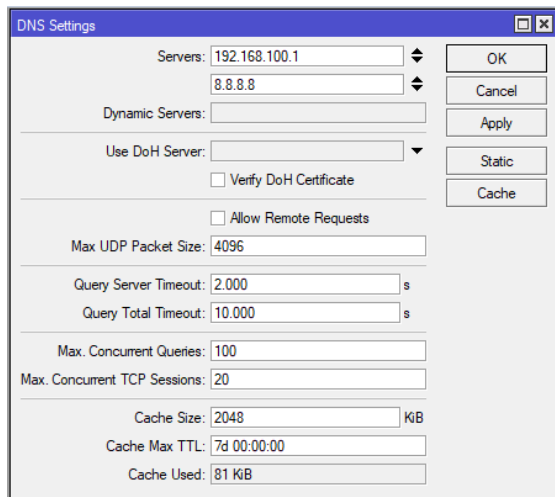 DNS Settings
Servers: 192.168.100.1
8.8.8.8
Dynamic Servers:
Use DoH Server:
Verify DoH Certificate
Allow Remote Requests
Max UDP Packet Size: 4096
Query Server Timeout: 2.000 s
Query Total Timeout: 10.000 s
Max. Concurrent Queries: 100
Max. Concurrent TCP Sessions: 20
Cache Size: 2048 KiB
Cache Max TTL: 7d 00:00:00
Cache Used: 81 KiB
OK
Cancel
Apply
Static
Cache